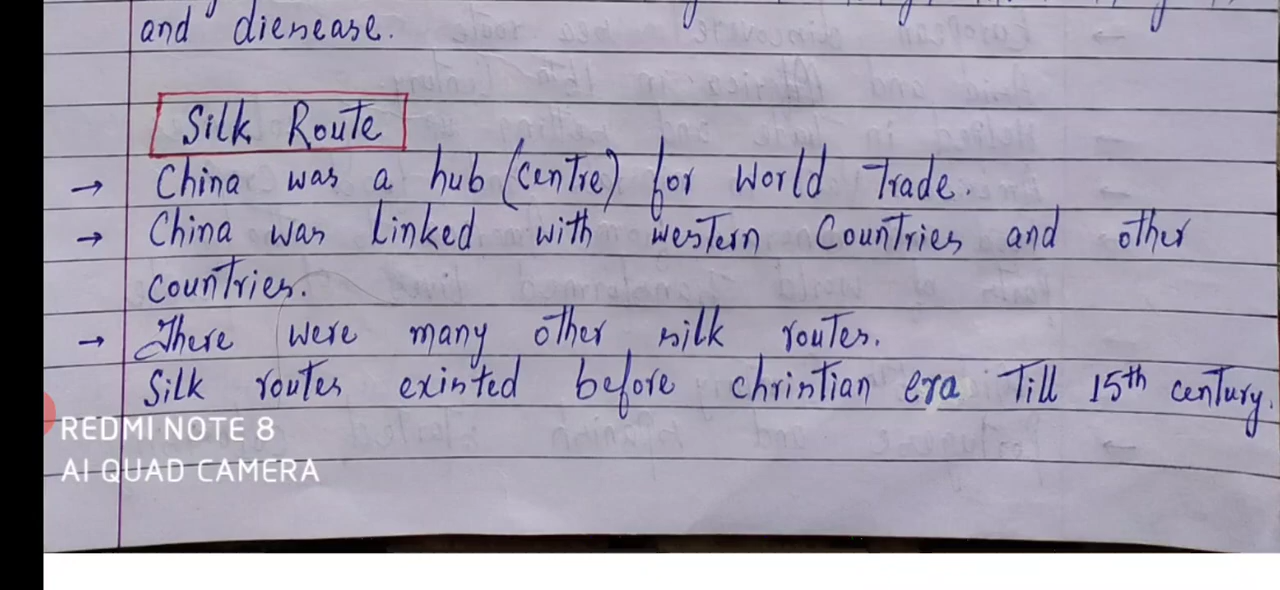 and dienease.
Silk Route
→ China was a hub (centre) for World Trade.
→ China was linked with western Countries and other
countries.
→ There were many other silk routes.
Silk routes existed before christian era Till 15th century.
REDMI NOTE 8
AI QUAD CAMERA